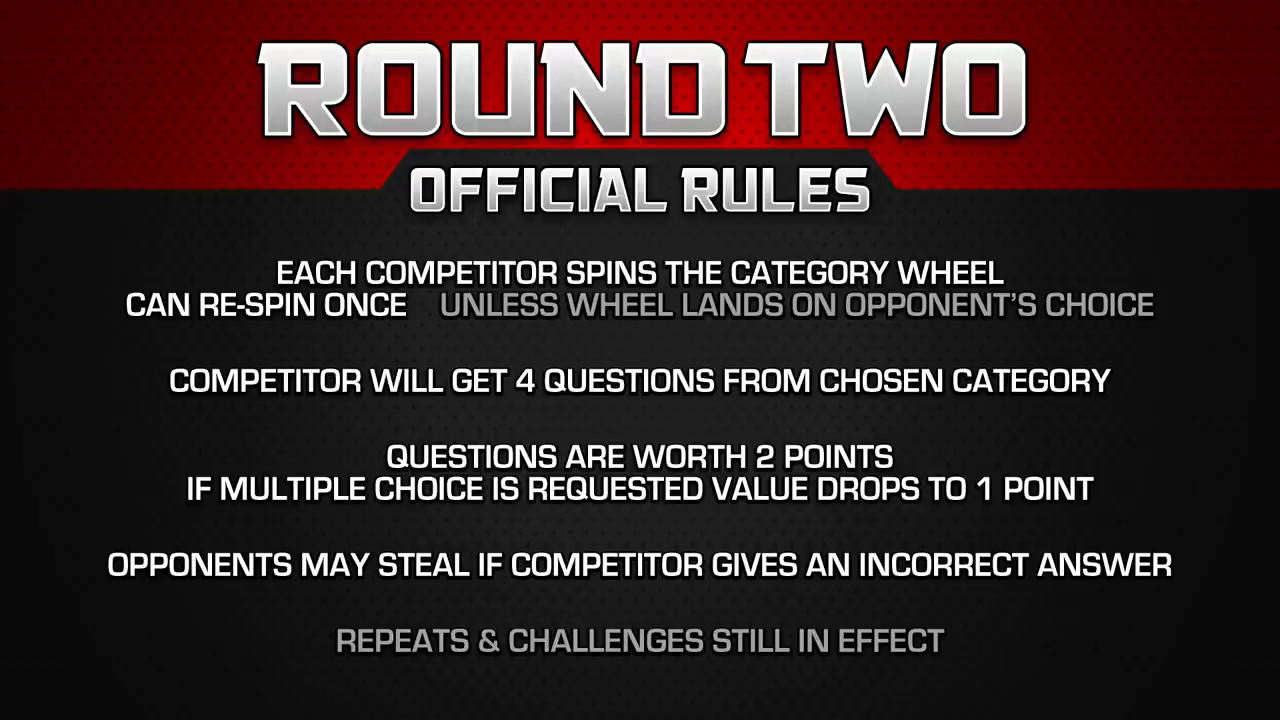 ROUND TWO
OFFICIAL RULES
EACH COMPETITOR SPINS THE CATEGORY WHEEL
CAN RE-SPIN ONCE UNLESS WHEEL LANDS ON OPPONENT'S CHOICE
COMPETITOR WILL GET 4 QUESTIONS FROM CHOSEN CATEGORY
QUESTIONS ARE WORTH 2 POINTS
IF MULTIPLE CHOICE IS REQUESTED VALUE DROPS TO 1 POINT
OPPONENTS MAY STEAL IF COMPETITOR GIVES AN INCORRECT ANSWER
REPEATS & CHALLENGES STILL IN EFFECT